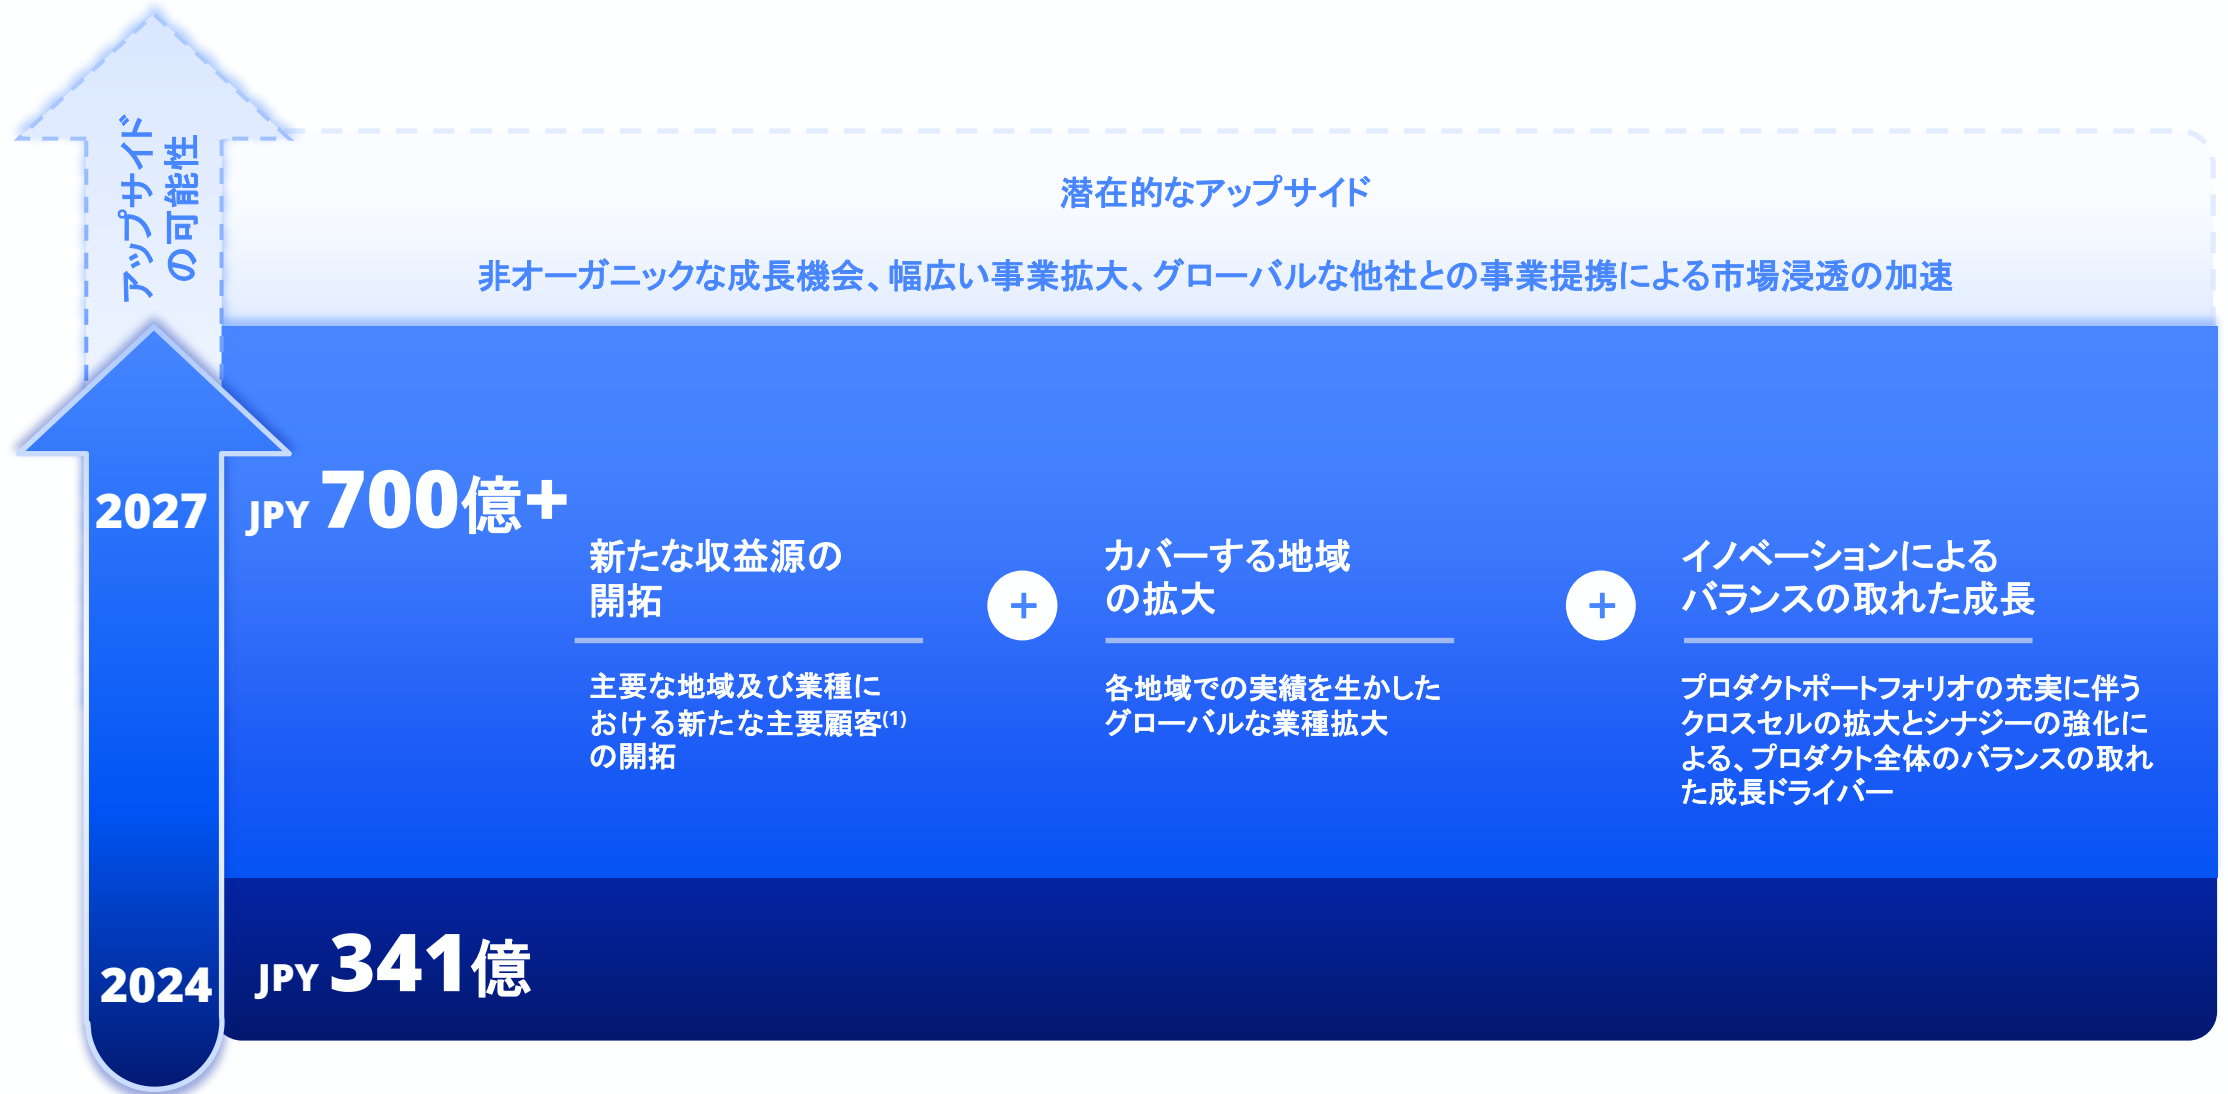 アップサイド
の可能性
潜在的なアップサイド
非オーガニックな成長機会、幅広い事業拡大、グローバルな他社との事業提携による市場浸透の加速
2027
JPY 700億+
新たな収益源の
開拓
主要な地域及び業種に
おける新たな主要顧客(1)
の開拓
+
カバーする地域
の拡大
各地域での実績を生かした
グローバルな業種拡大
+
イノベーションによる
バランスの取れた成長
プロダクトポートフォリオの充実に伴う
クロスセルの拡大とシナジーの強化に
よる、プロダクト全体のバランスの取れ
た成長ドライバー
2024
JPY 341億